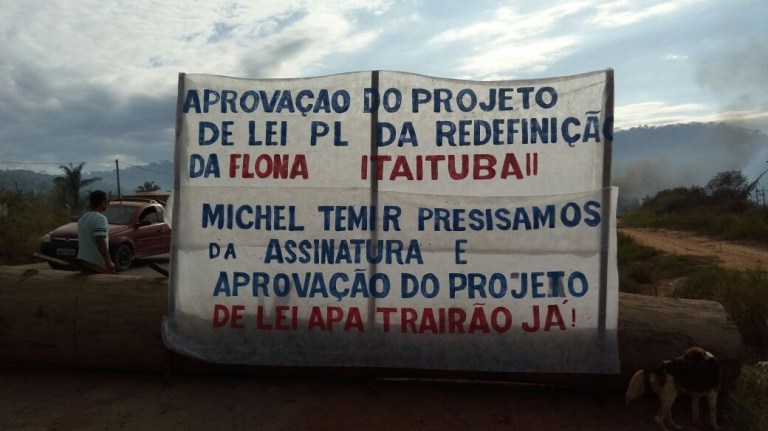 APROVAÇAO DO PROJETO
DE LEI PL DA REDEFINIÇÃO
DA FLONA ITAITUBA II
MICHEL TEMER PRESISAMOS
DA ASSINATURA E
APROVAÇÃO DO PROJETO
DE LEI APA TRAIRÃO JÁ!